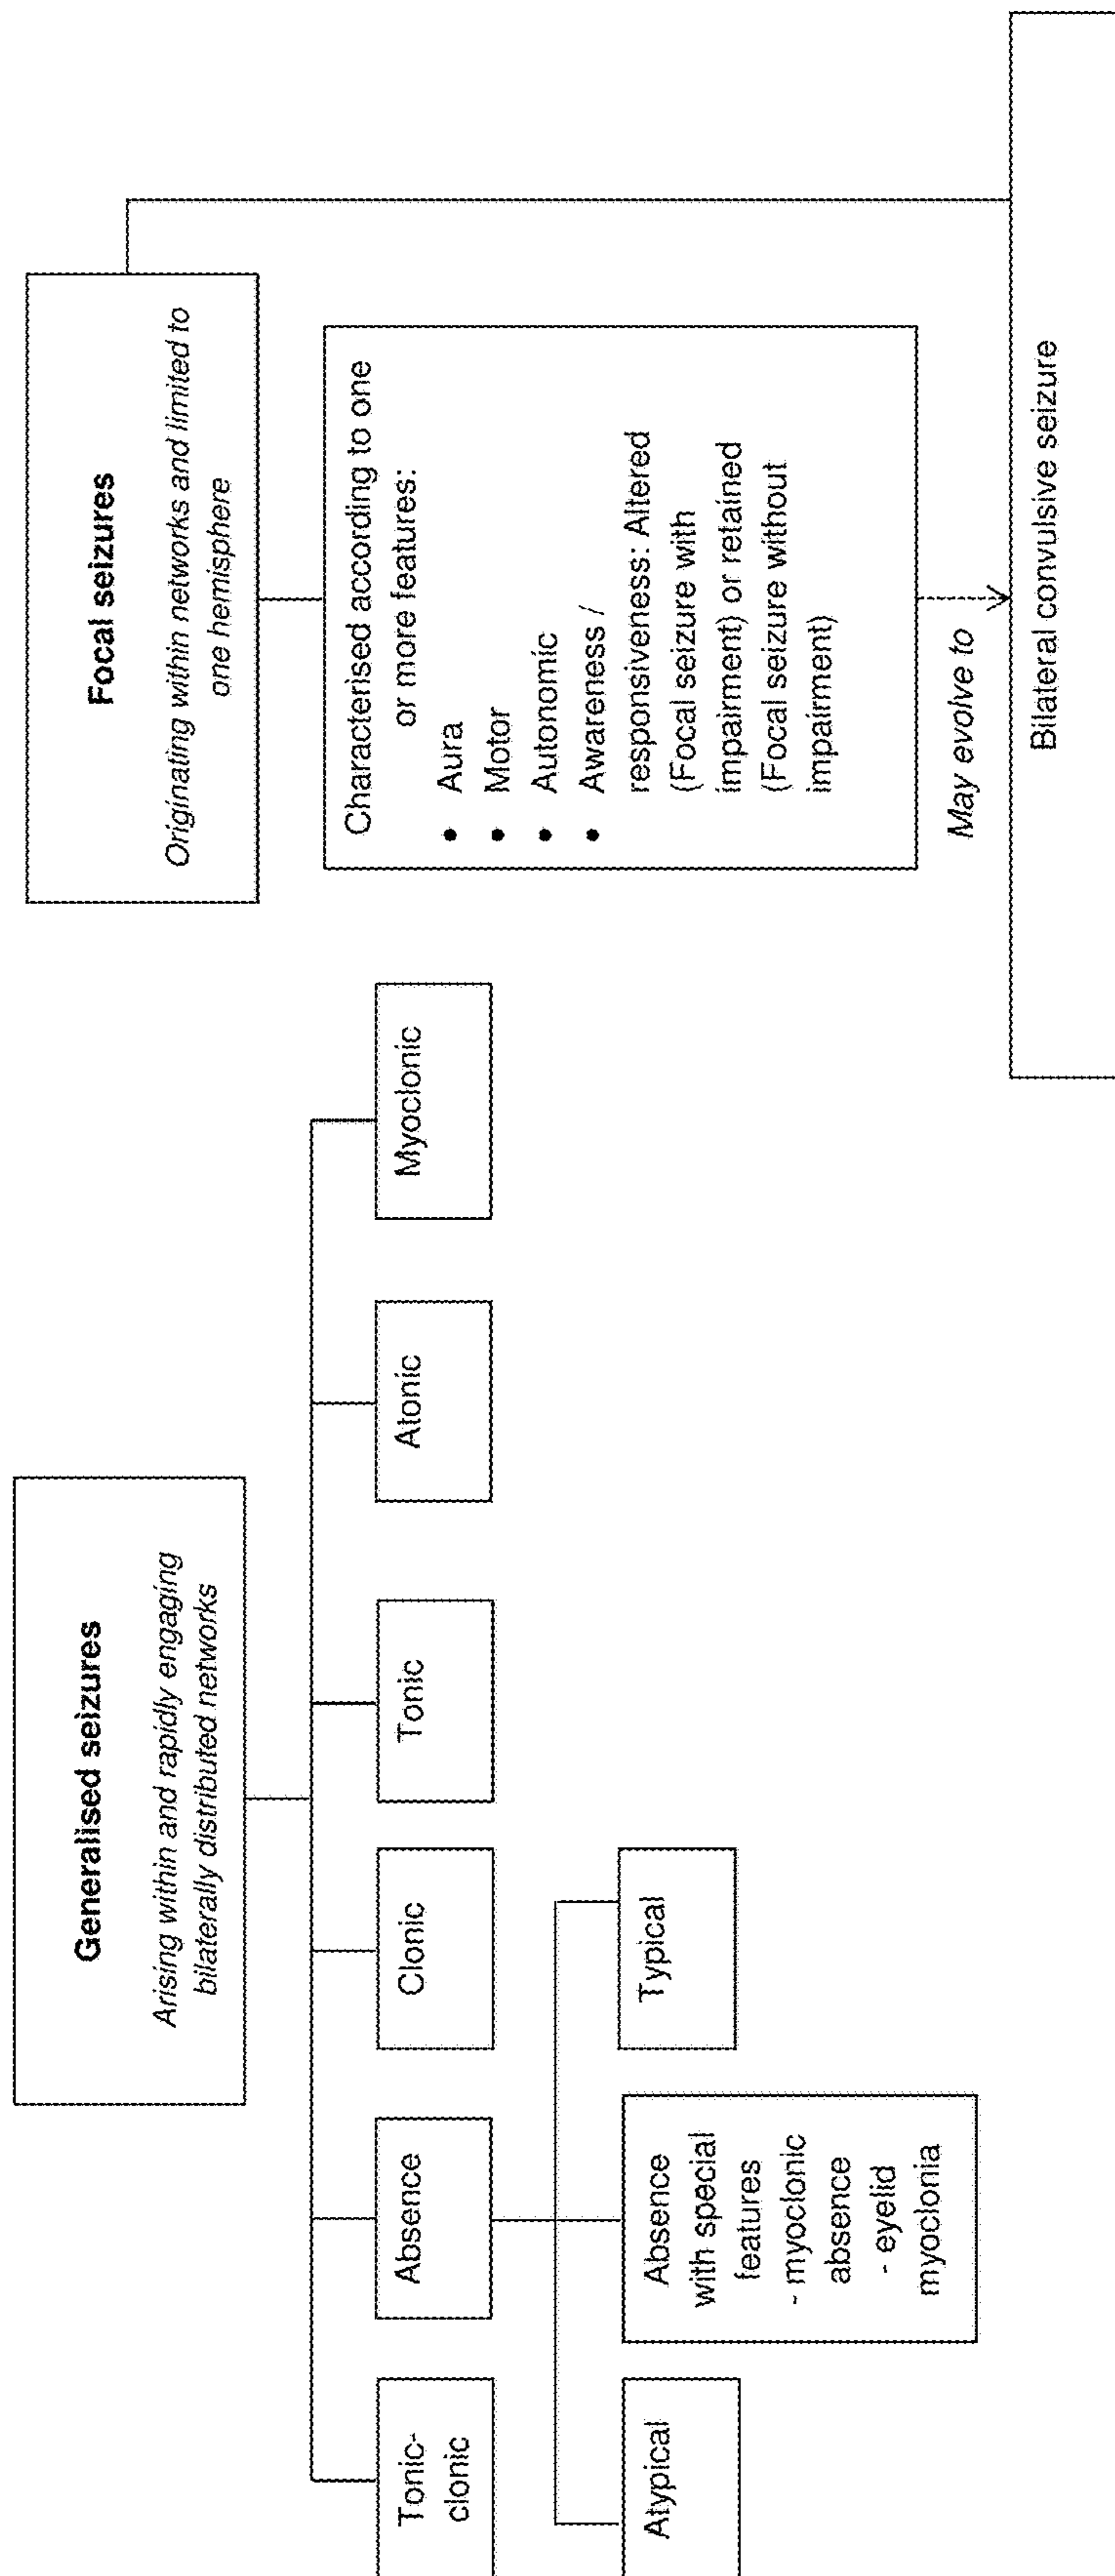 Generalised seizures
Arising within and rapidly engaging
bilaterally distributed networks
Tonic-
clonic
Absence
Clonic
Tonic
Atonic
Myoclonic
Atypical
Absence
with special
features
- myoclonic
absence
- eyelid
myoclonia
Typical
Focal seizures
Originating within networks and limited to
one hemisphere
Characterised according to one
or more features:
• Aura
• Motor
• Autonomic
• Awareness /
responsiveness: Altered
(Focal seizure with
impairment) or retained
(Focal seizure without
impairment)
May evolve to
Bilateral convulsive seizure